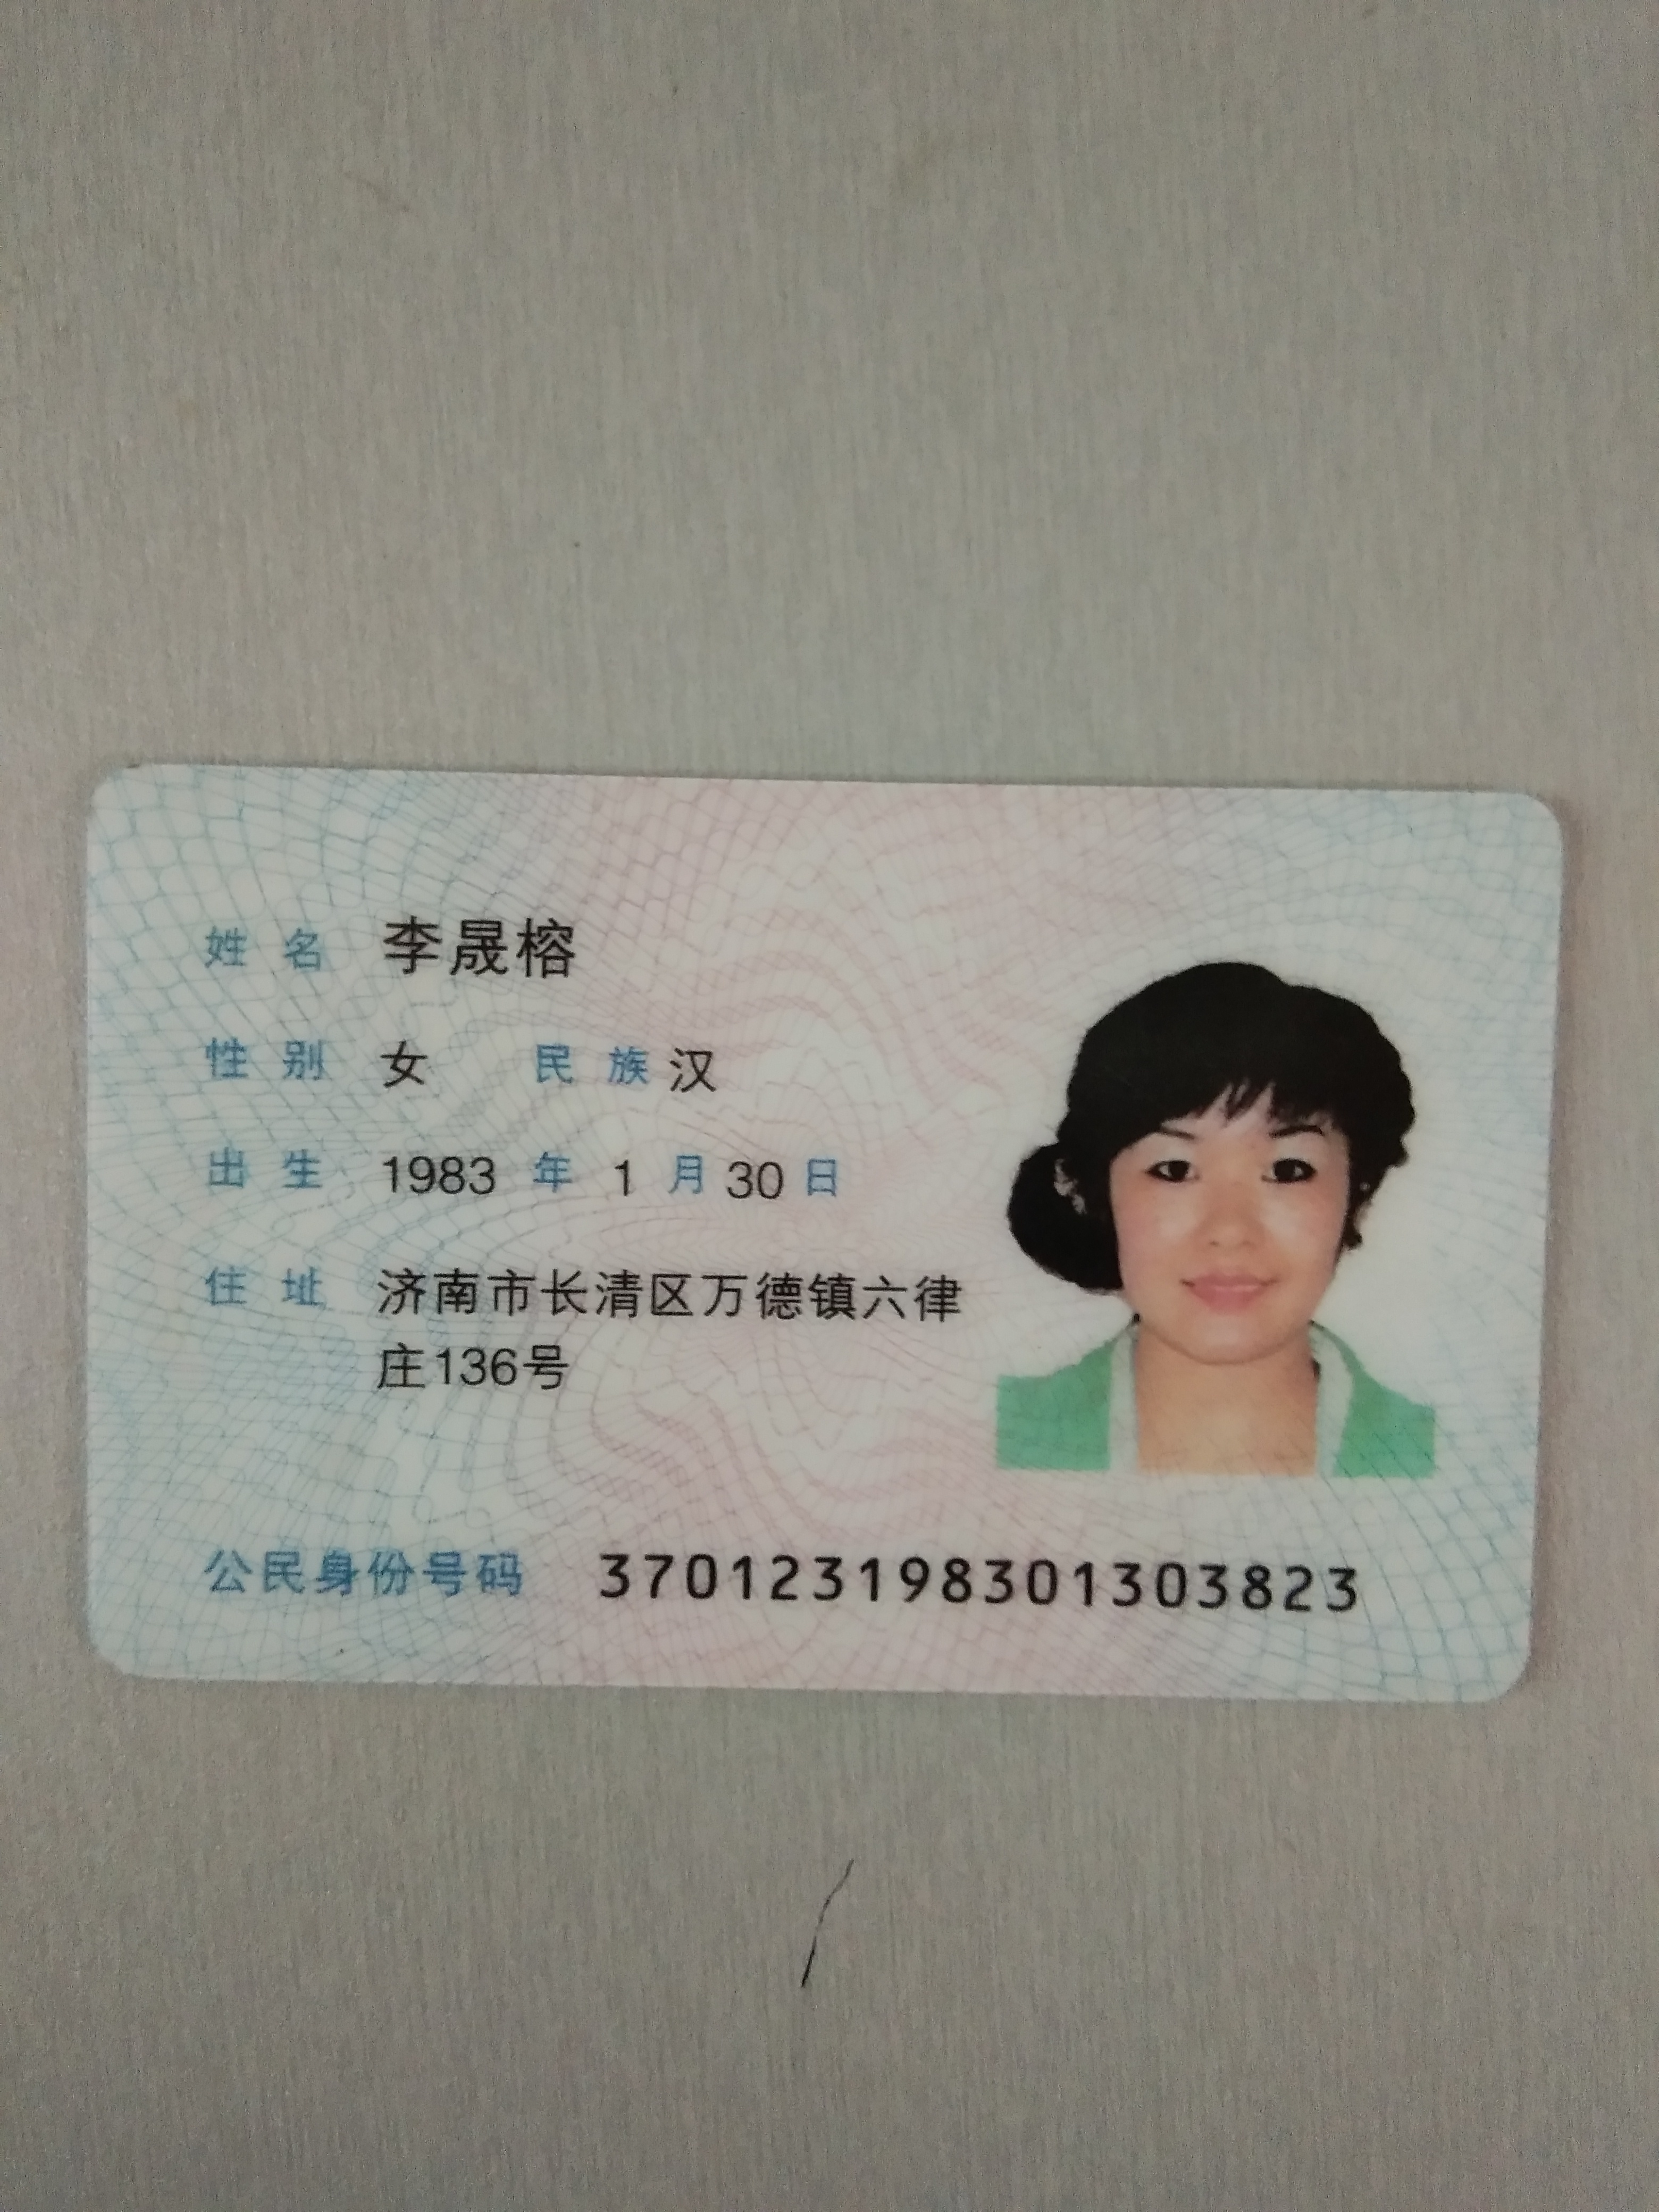 姓名 李晟榕
性别 女 民族 汉
出生 1983 年 1 月 30 日
住址 济南市长清区万德镇六律
庄136号
公民身份号码 370123198301303823